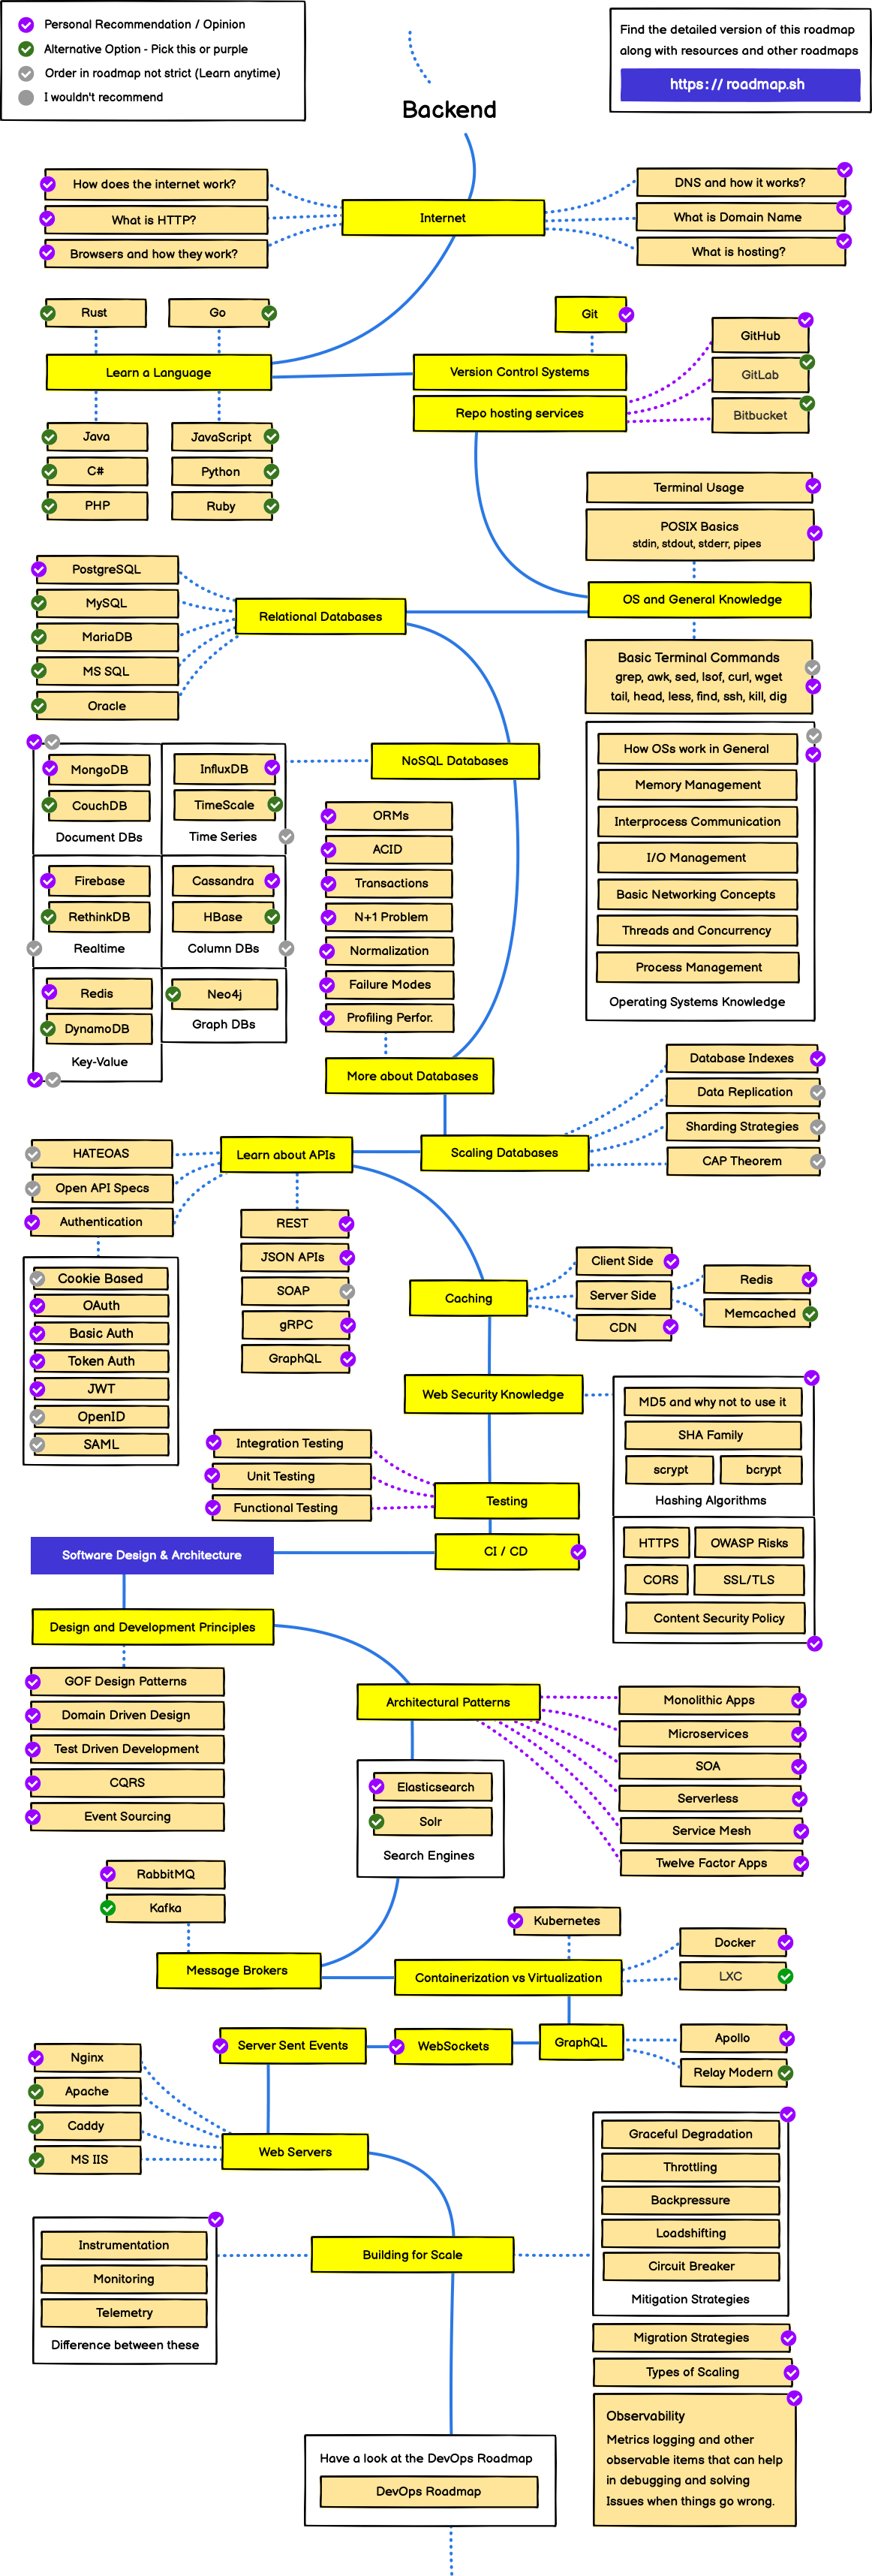 Personal Recommendation / Opinion
Alternative Option - Pick this or purple
Order in roadmap not strict (Learn anytime)
I wouldn't recommend
Find the detailed version of this roadmap
along with resources and other roadmaps
https://roadmap.sh
Backend
How does the internet work?
What is HTTP?
Browsers and how they work?
Internet
DNS and how it works?
What is Domain Name
What is hosting?
Rust
Go
Learn a Language
Java
C#
PHP
JavaScript
Python
Ruby
Git
Version Control Systems
Repo hosting services
GitHub
GitLab
Bitbucket
Terminal Usage
POSIX Basics
stdin, stdout, stderr, pipes
OS and General Knowledge
Basic Terminal Commands
grep, awk, sed, lsof, curl, wget
tail, head, less, find, ssh, kill, dig
How OSs work in General
Memory Management
Interprocess Communication
I/O Management
Basic Networking Concepts
Threads and Concurrency
Process Management
Operating Systems Knowledge
PostgreSQL
MySQL
MariaDB
MS SQL
Oracle
Relational Databases
NoSQL Databases
MongoDB
CouchDB
Document DBs
InfluxDB
TimeScale
Time Series
Firebase
RethinkDB
Realtime
Cassandra
HBase
Column DBs
Redis
DynamoDB
Key-Value
Neo4j
Graph DBs
ORMs
ACID
Transactions
N+1 Problem
Normalization
Failure Modes
Profiling Perfor.
More about Databases
Database Indexes
Data Replication
Sharding Strategies
CAP Theorem
Scaling Databases
Learn about APIs
HATEOAS
Open API Specs
Authentication
Cookie Based
OAuth
Basic Auth
Token Auth
JWT
OpenID
SAML
REST
JSON APIs
SOAP
gRPC
GraphQL
Caching
Client Side
Server Side
CDN
Redis
Memcached
Web Security Knowledge
MD5 and why not to use it
SHA Family
scrypt
bcrypt
Hashing Algorithms
HTTPS
OWASP Risks
CORS
SSL/TLS
Content Security Policy
Integration Testing
Unit Testing
Functional Testing
Testing
CI / CD
Software Design & Architecture
Design and Development Principles
GOF Design Patterns
Domain Driven Design
Test Driven Development
CQRS
Event Sourcing
Architectural Patterns
Monolithic Apps
Microservices
SOA
Serverless
Service Mesh
Twelve Factor Apps
Elasticsearch
Solr
Search Engines
RabbitMQ
Kafka
Message Brokers
Kubernetes
Containerization vs Virtualization
Docker
LXC
GraphQL
Apollo
Relay Modern
WebSockets
Server Sent Events
Nginx
Apache
Caddy
MS IIS
Web Servers
Graceful Degradation
Throttling
Backpressure
Loadshifting
Circuit Breaker
Mitigation Strategies
Building for Scale
Instrumentation
Monitoring
Telemetry
Difference between these
Migration Strategies
Types of Scaling
Observability
Metrics logging and other
observable items that can help
in debugging and solving
Issues when things go wrong.
Have a look at the DevOps Roadmap
DevOps Roadmap